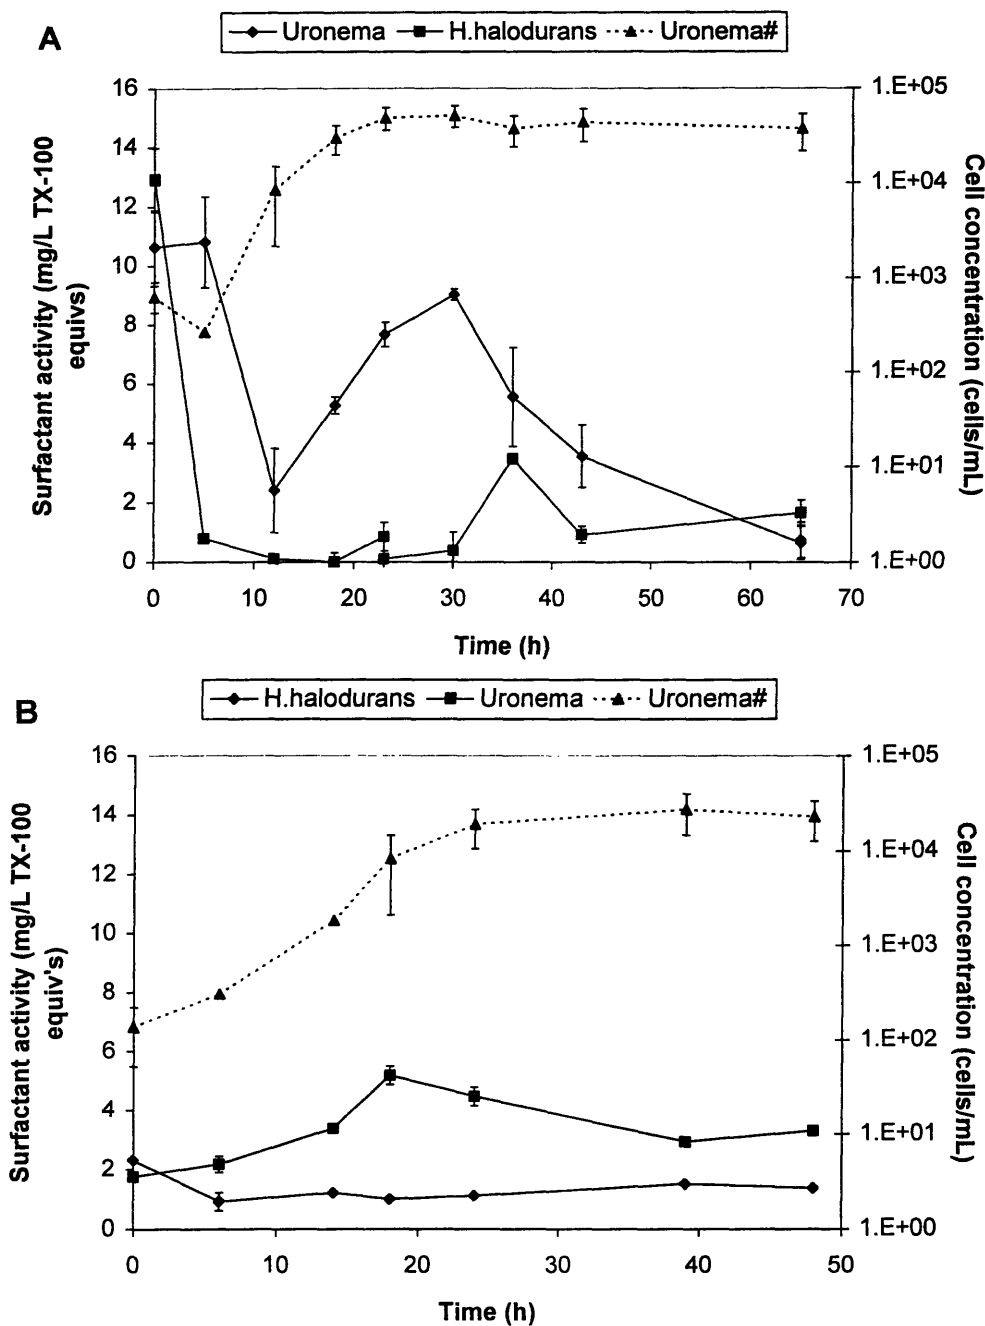 A
Uronema H.halodurans Uronema#
16
14
12
10
8
6
4
2
0
Surfactant activity (mg/L TX-100
equivs)
1.E+05
1.E+04
1.E+03
1.E+02
1.E+01
1.E+00
Cell concentration (cells/mL)
0 10 20 30 40 50 60 70
Time (h)
B
H.halodurans Uronema Uronema#
16
14
12
10
8
6
4
2
0
Surfactant activity (mg/L TX-100
equiv's)
1.E+05
1.E+04
1.E+03
1.E+02
1.E+01
1.E+00
Cell concentration (cells/mL)
0 10 20 30 40 50
Time (h)